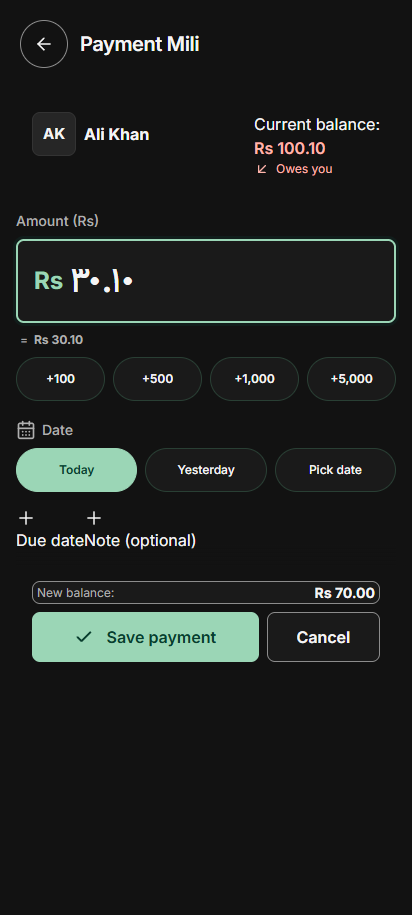 Payment Mili
AK
Ali Khan
Current balance:
Rs 100.10
Owes you
Amount (Rs)
Rs ۳۰.۱۰
= Rs 30.10
+100
+500
+1,000
+5,000
Date
Today
Yesterday
Pick date
Due date
Note (optional)
New balance:
Rs 70.00
Save payment
Cancel